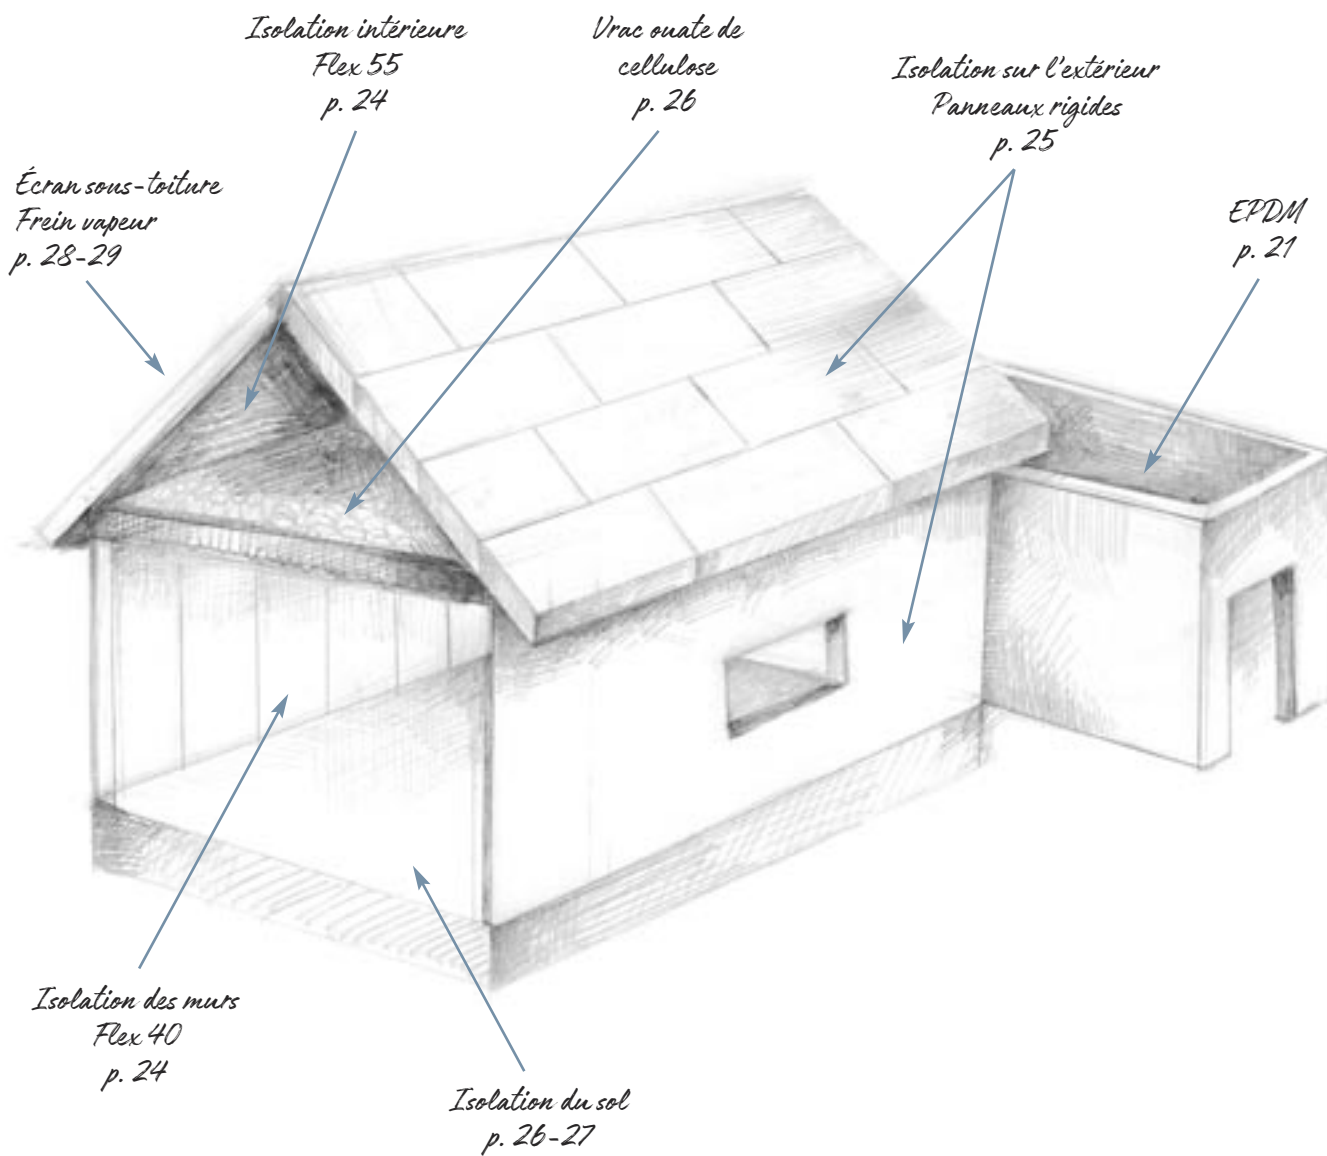 Isolation intérieure
Flex 55
p. 24
Vrac ouate de
cellulose
p. 26
Isolation sur l'extérieur
Panneaux rigides
p. 25
Écran sous-toiture
Frein vapeur
p. 28-29
EPDM
p. 21
Isolation des murs
Flex 40
p. 24
Isolation du sol
p. 26-27